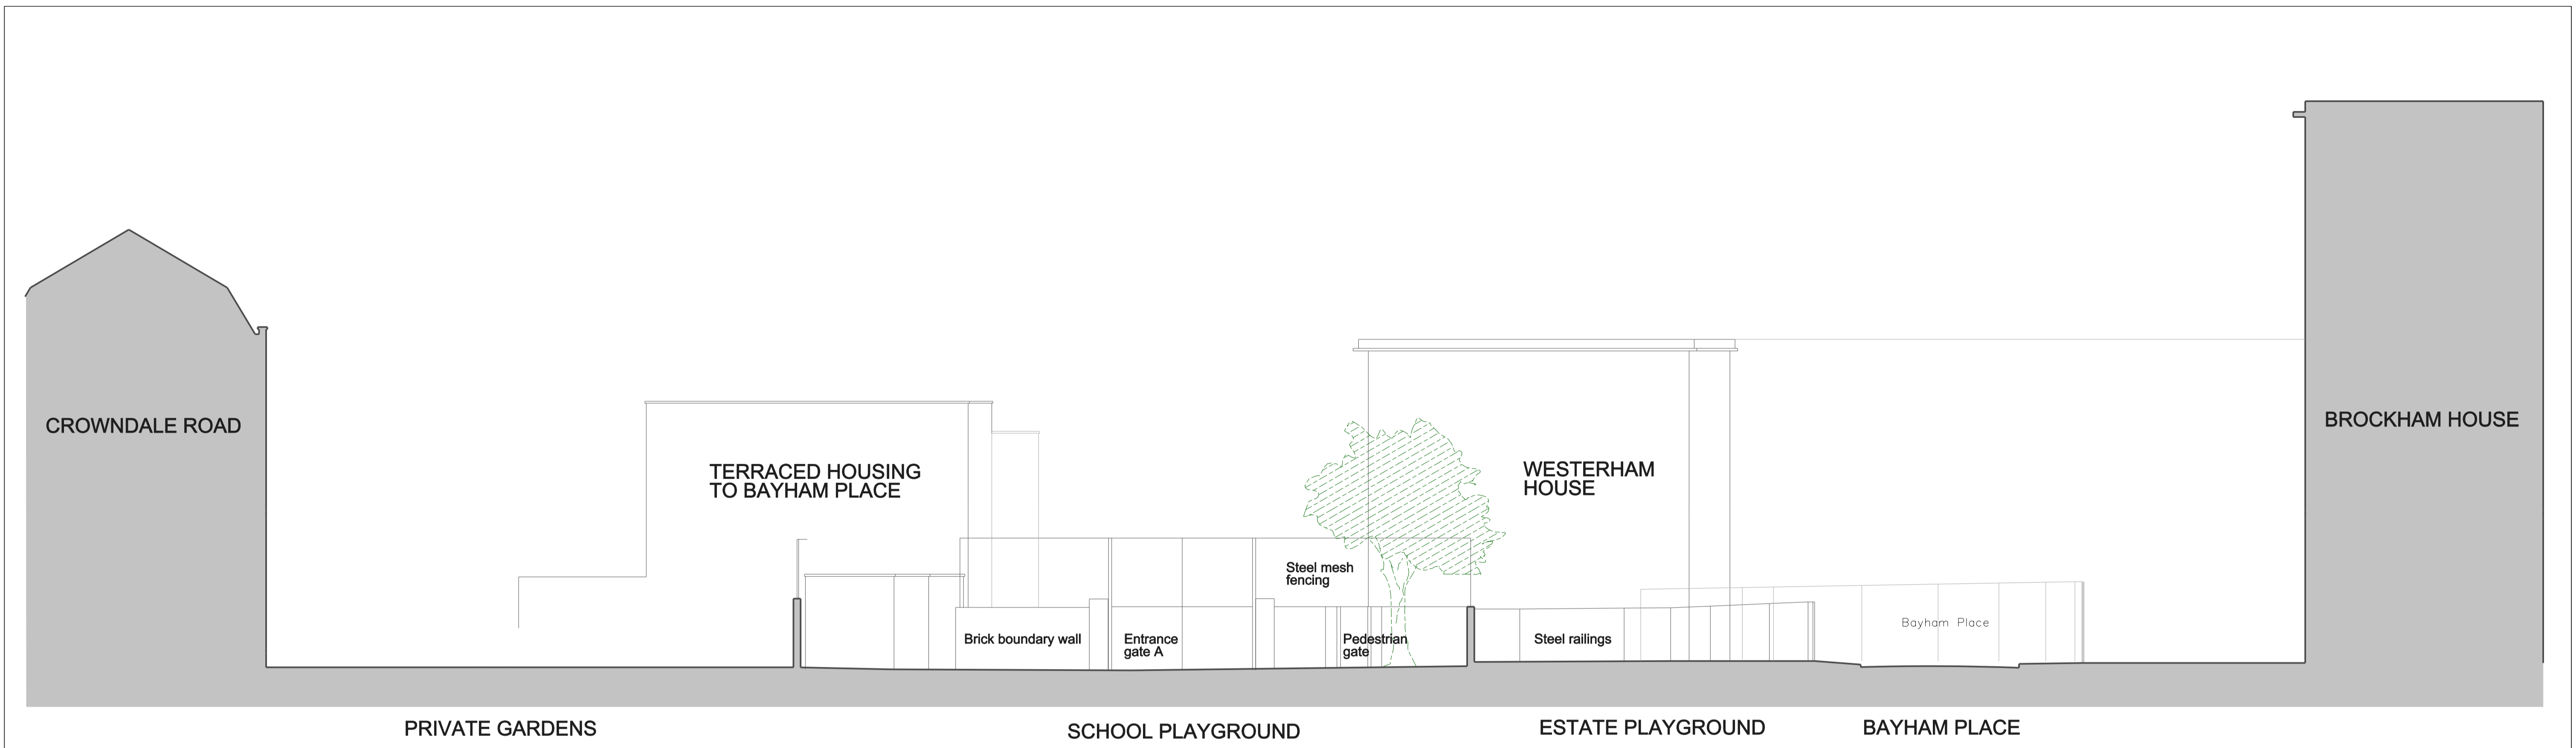 CROWNDALE ROAD
TERRACED HOUSING
TO BAYHAM PLACE
WESTERHAM
HOUSE
BROCKHAM HOUSE
Steel mesh
fencing
Brick boundary wall
Entrance
gate A
Pedestrian
gate
Steel railings
Bayham Place
PRIVATE GARDENS
SCHOOL PLAYGROUND
ESTATE PLAYGROUND
BAYHAM PLACE